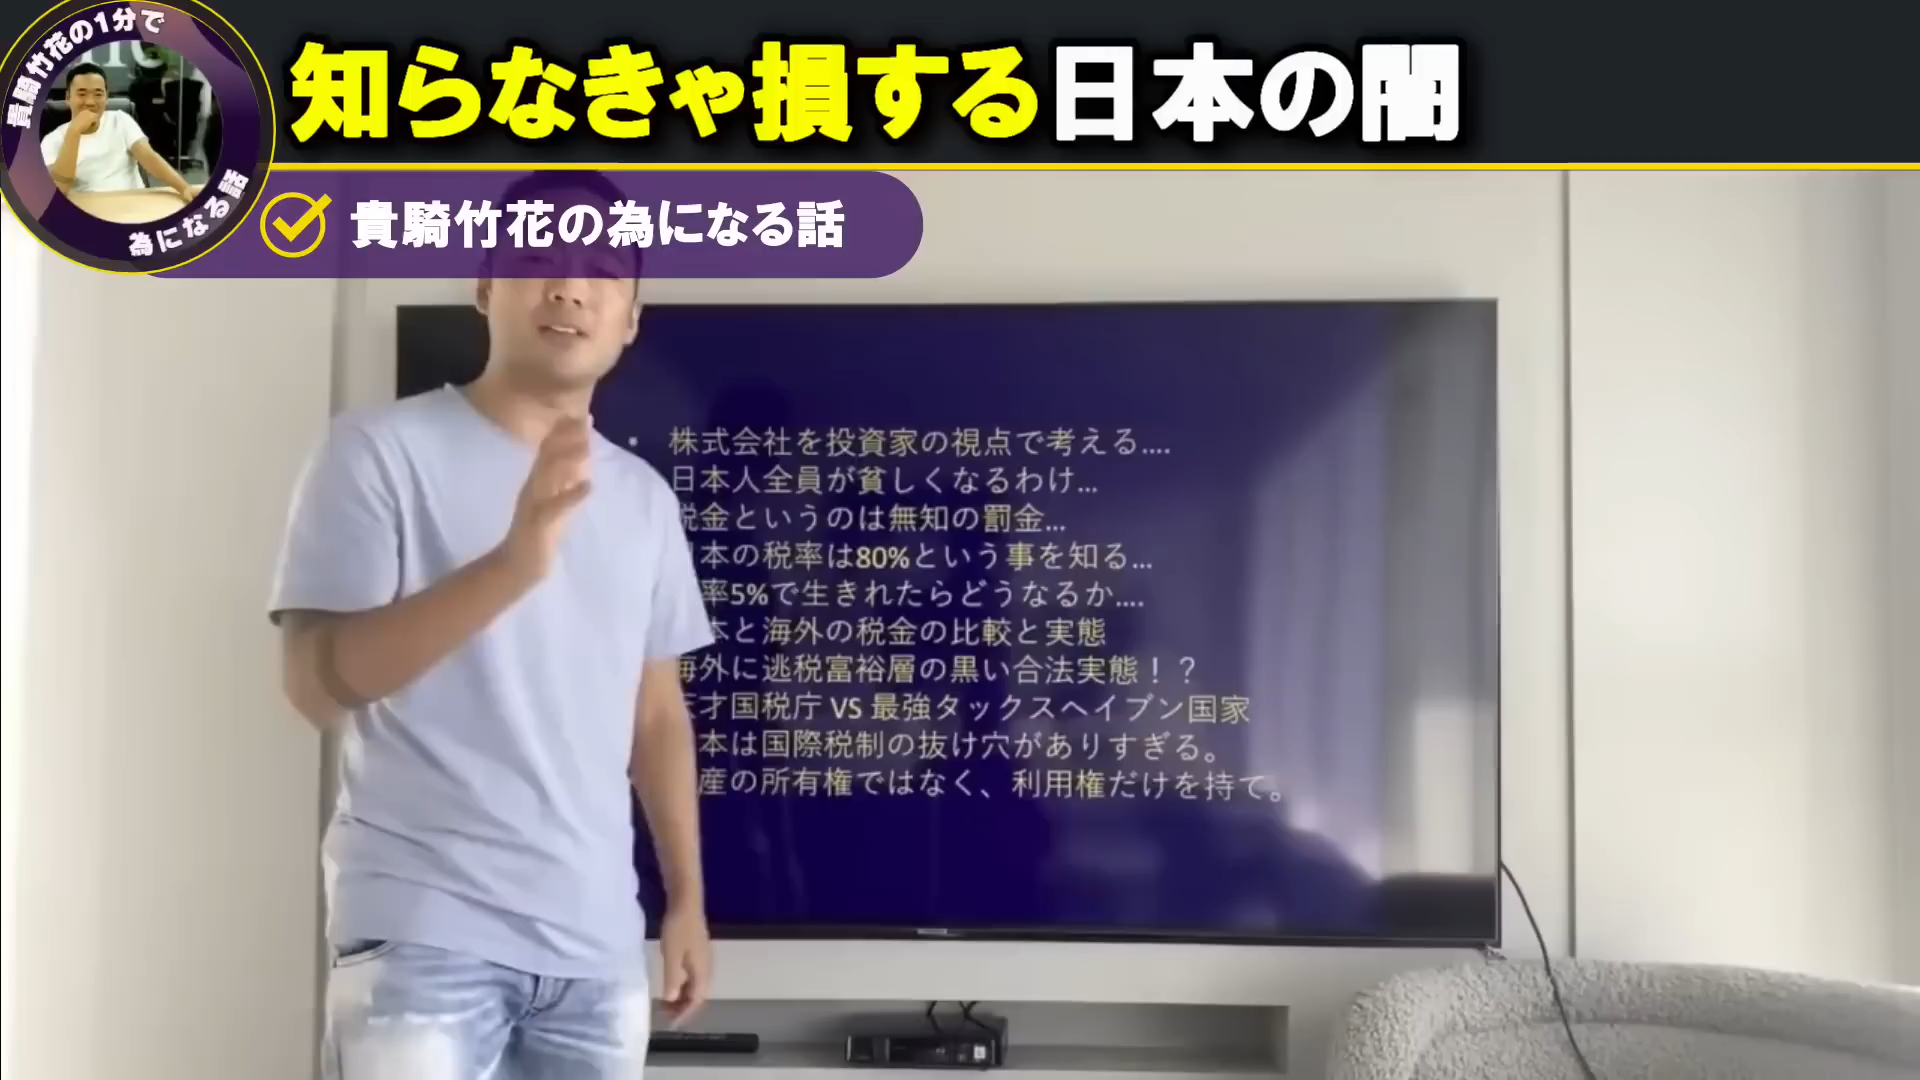 貴騎竹花の1分で
為になる話
知らなきゃ損する日本の闇
貴騎竹花の為になる話
• 株式会社を投資家の視点で考える....
日本人全員が貧しくなるわけ...
税金というのは無知の罰金...
本の税率は80%という事を知る...
率5%で生きれたらどうなるか....
本と海外の税金の比較と実態
海外に逃税富裕層の黒い合法実態！？
天才国税庁 VS 最強タックスヘイブン国家
本は国際税制の抜け穴がありすぎる。
産の所有権ではなく、利用権だけを持て。